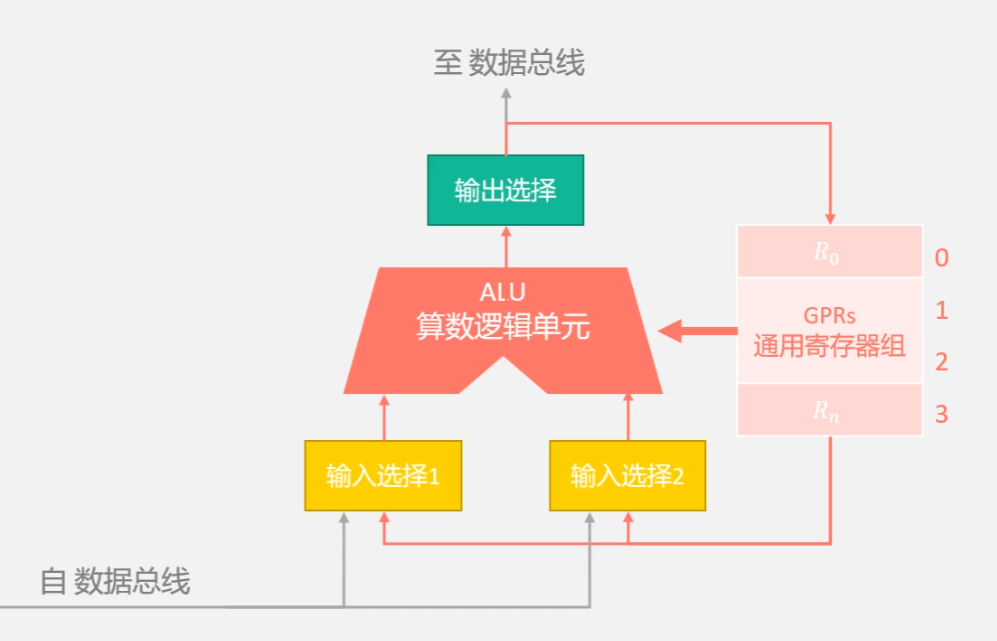 至 数据总线
输出选择
R₀
0
ALU
算数逻辑单元
GPRs
通用寄存器组
1
2
Rₙ
3
输入选择1
输入选择2
自 数据总线